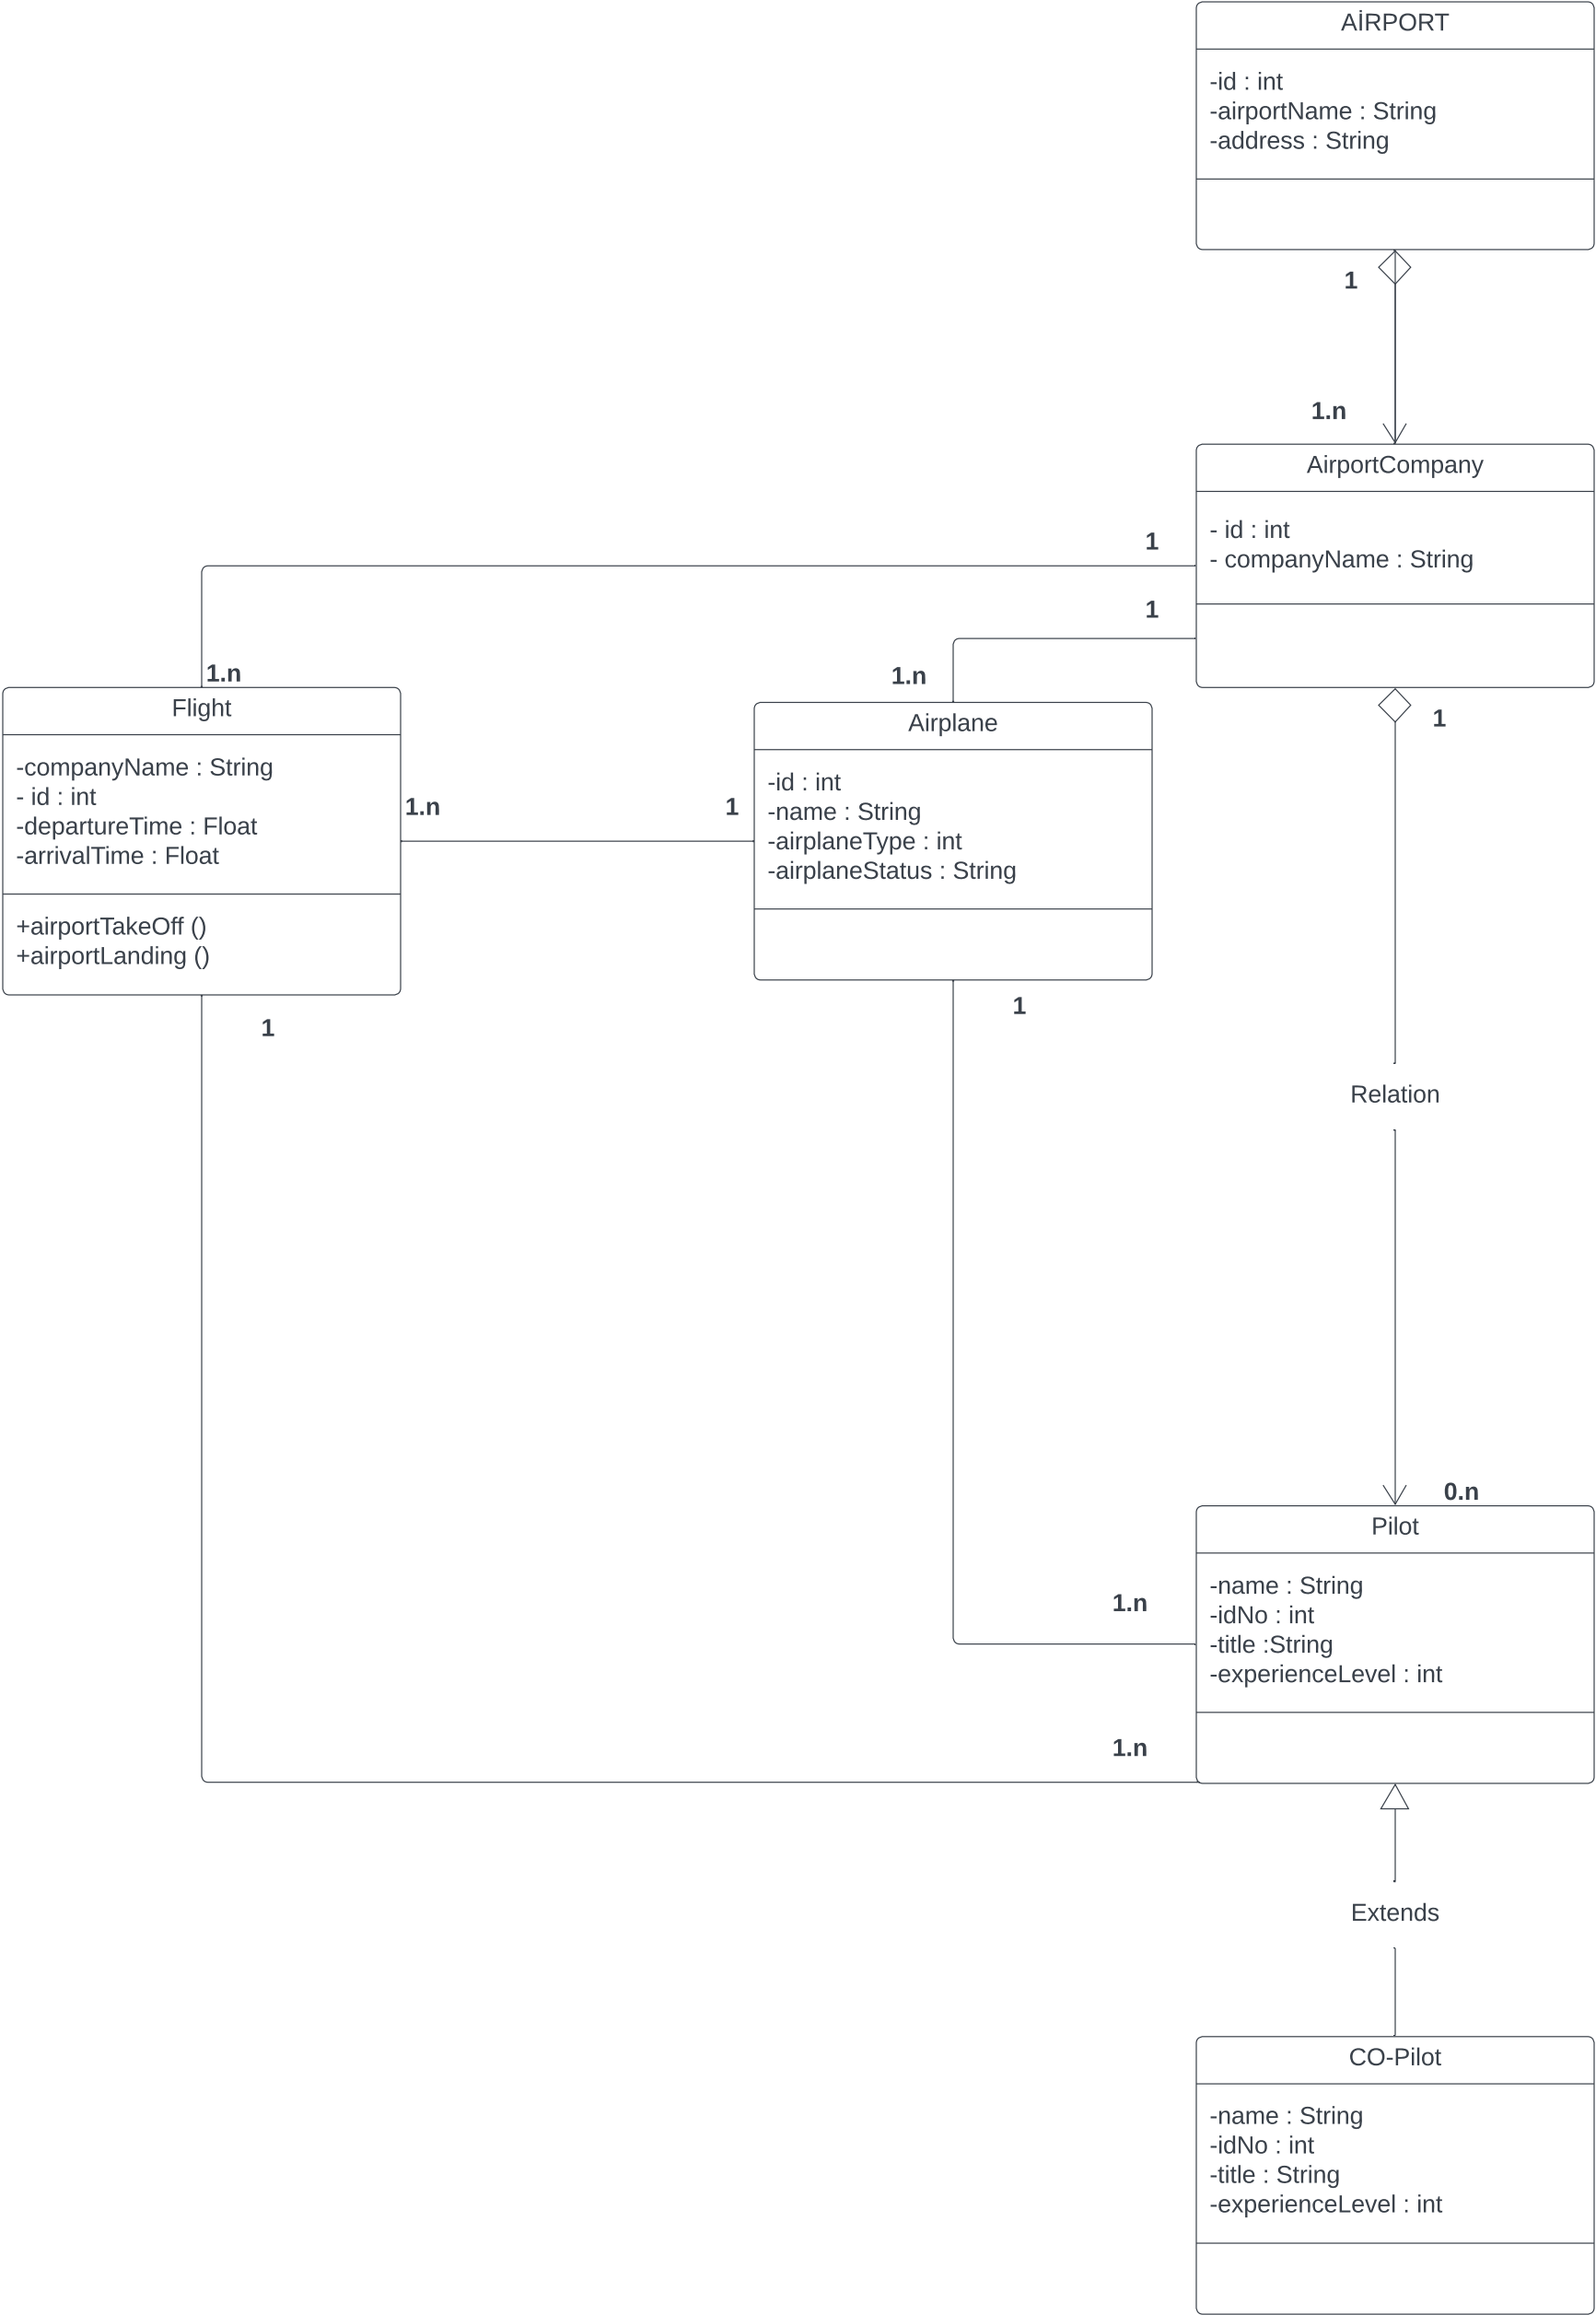 AİRPORT
-id : int
-airportName : String
-address : String
1
1.n
AirportCompany
- id : int
- companyName : String
1
1
1.n
1.n
1
Flight
-companyName : String
- id : int
-departureTime : Float
-arrivalTime : Float
+airportTakeOff ()
+airportLanding ()
1.n
1
Airplane
-id : int
-name : String
-airplaneType : int
-airplaneStatus : String
1
1
Relation
0.n
Pilot
-name : String
-idNo : int
-title :String
-experienceLevel : int
1.n
1.n
Extends
CO-Pilot
-name : String
-idNo : int
-title : String
-experienceLevel : int